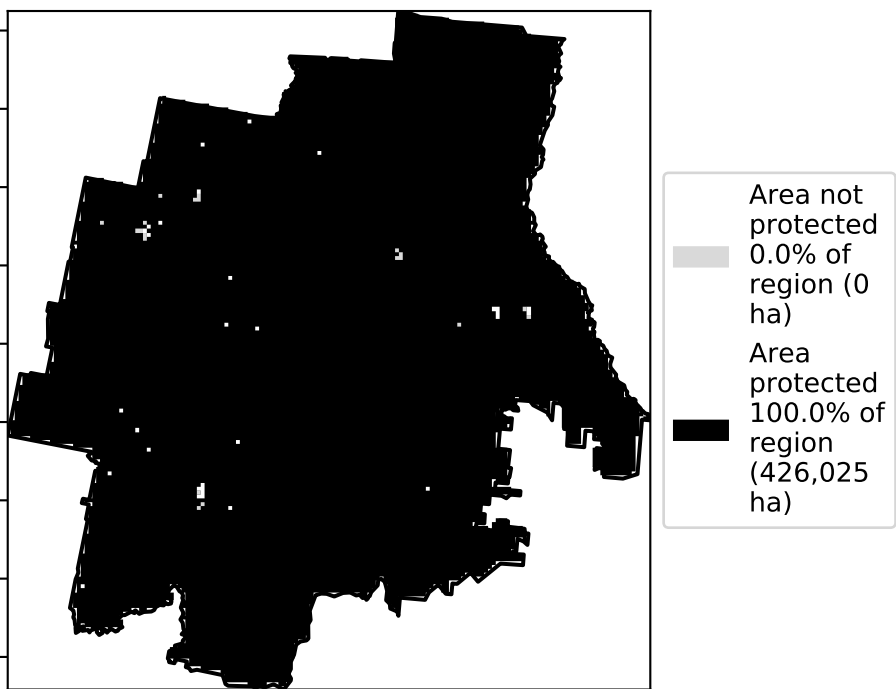 Area not
protected
0.0% of
region (0
ha)
Area
protected
100.0% of
region
(426,025
ha)